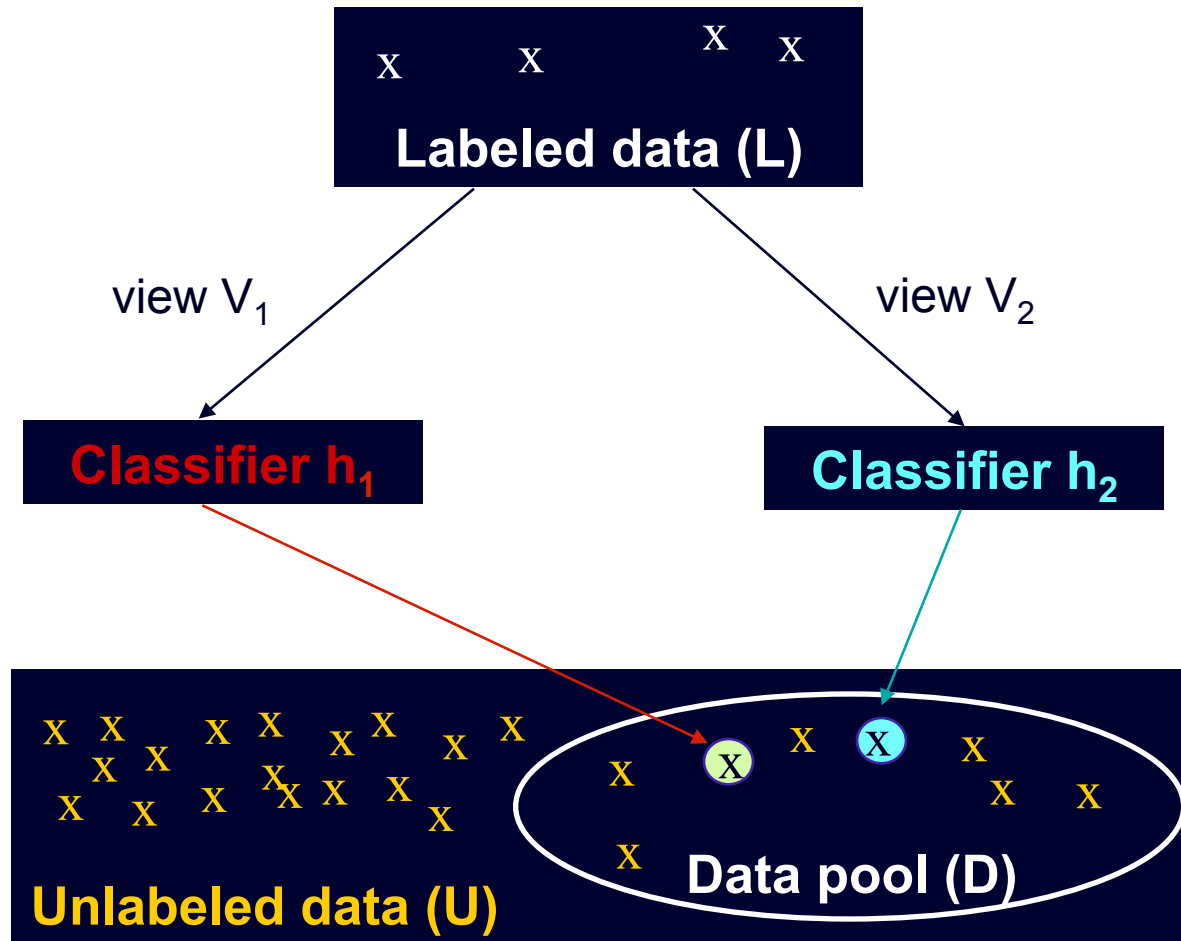 x x x x
Labeled data (L)
view V₁
view V₂
Classifier h₁
Classifier h₂
x x x x x x x x x x x x x x x x x x x
x x x x x x x x
Data pool (D)
Unlabeled data (U)